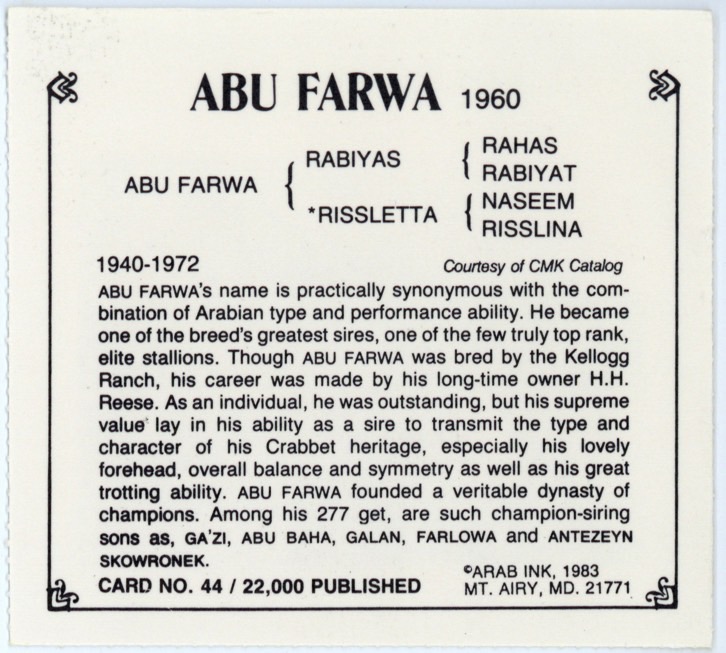 ABU FARWA 1960
RAHAS
RABIYAS
RABIYAT
ABU FARWA
NASEEM
*RISSLETTA
RISSLINA
1940-1972 Courtesy of CMK Catalog
ABU FARWA's name is practically synonymous with the com-
bination of Arabian type and performance ability. He became
one of the breed's greatest sires, one of the few truly top rank,
elite stallions. Though ABU FARWA was bred by the Kellogg
Ranch, his career was made by his long-time owner H.H.
Reese. As an individual, he was outstanding, but his supreme
value lay in his ability as a sire to transmit the type and
character of his Crabbet heritage, especially his lovely
forehead, overall balance and symmetry as well as his great
trotting ability. ABU FARWA founded a veritable dynasty of
champions. Among his 277 get, are such champion-siring
sons as, GA'ZI, ABU BAHA, GALAN, FARLOWA and ANTEZEYN
SKOWRONEK.
©ARAB INK, 1983
CARD NO. 44 / 22,000 PUBLISHED MT. AIRY, MD. 21771